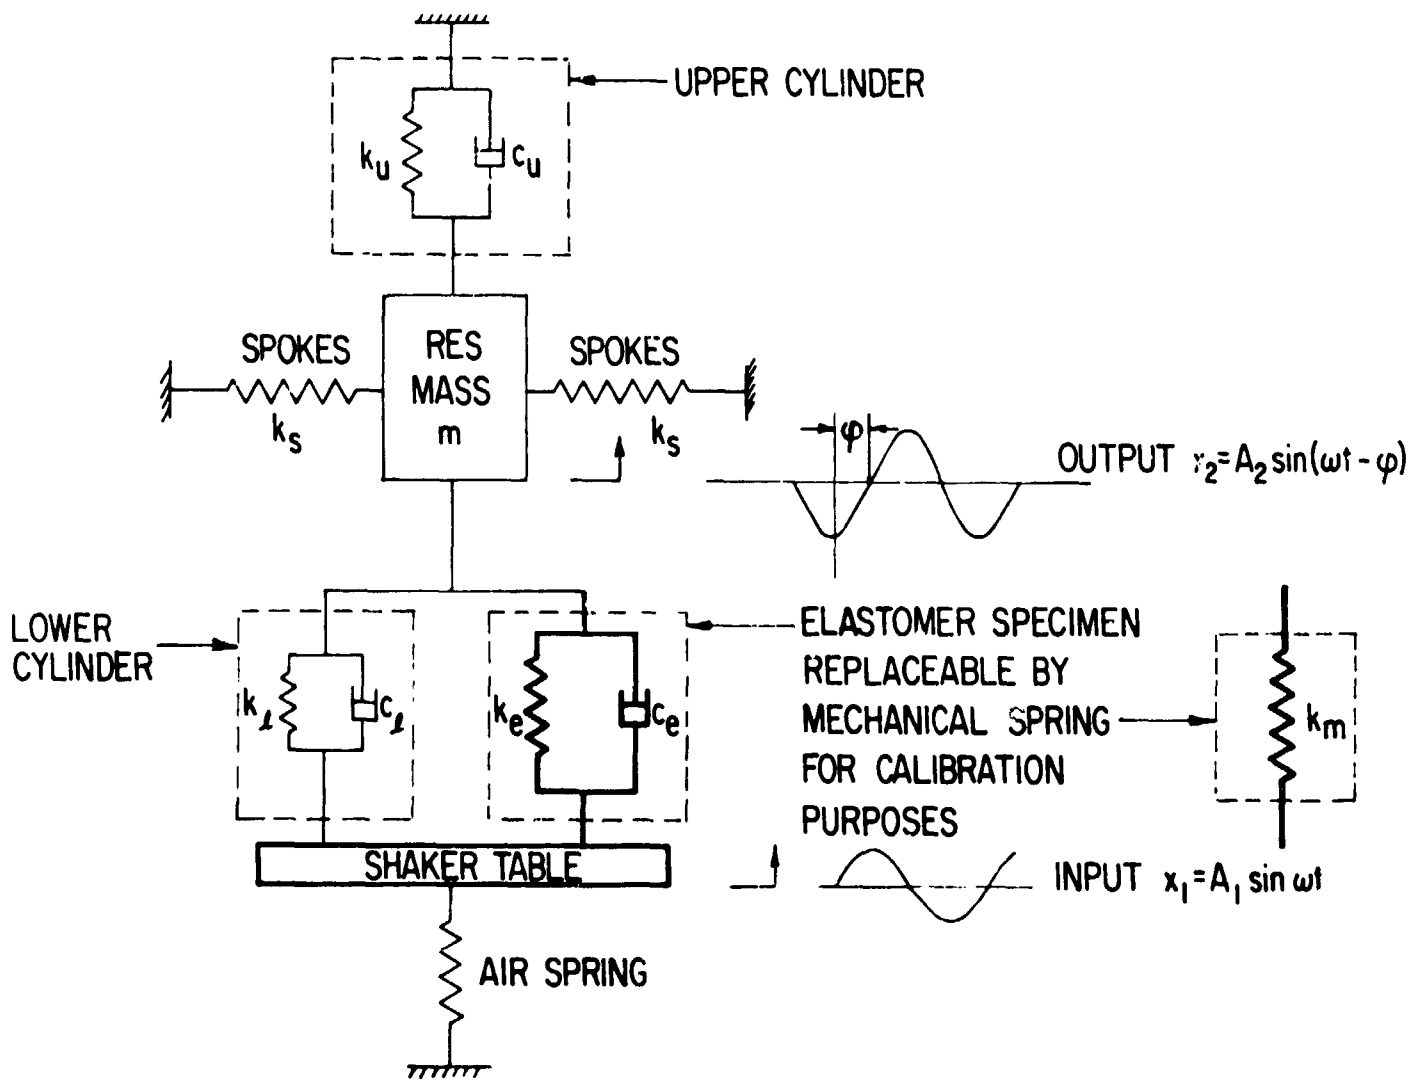 UPPER CYLINDER
k_u
c_u
SPOKES
RES
MASS
m
SPOKES
k_s
k_s
φ
OUTPUT x_2=A_2 sin(ωt-φ)
LOWER
CYLINDER
k_ℓ
c_ℓ
k_e
c_e
ELASTOMER SPECIMEN
REPLACEABLE BY
MECHANICAL SPRING
FOR CALIBRATION
PURPOSES
k_m
SHAKER TABLE
INPUT x_1=A_1 sin ωt
AIR SPRING